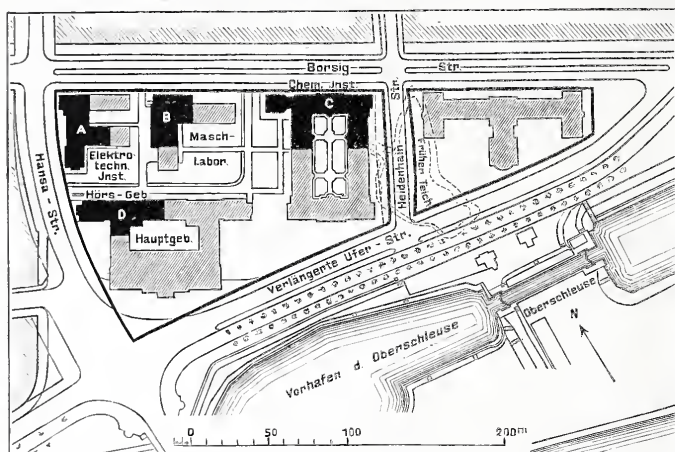 Borsig Str.
Chem. Jnst.
Str.
C
B
A
Masch-
Labor.
Elektro-
techn.
Jnst.
Heidenhain
Früher Teich
Hansa - Str.
Hörs-Geb
D
Hauptgeb.
Verlängerte Ufer-Str.
Oberschleuse
Vorhafen d. Oberschleuse
N
0 50 100 200m